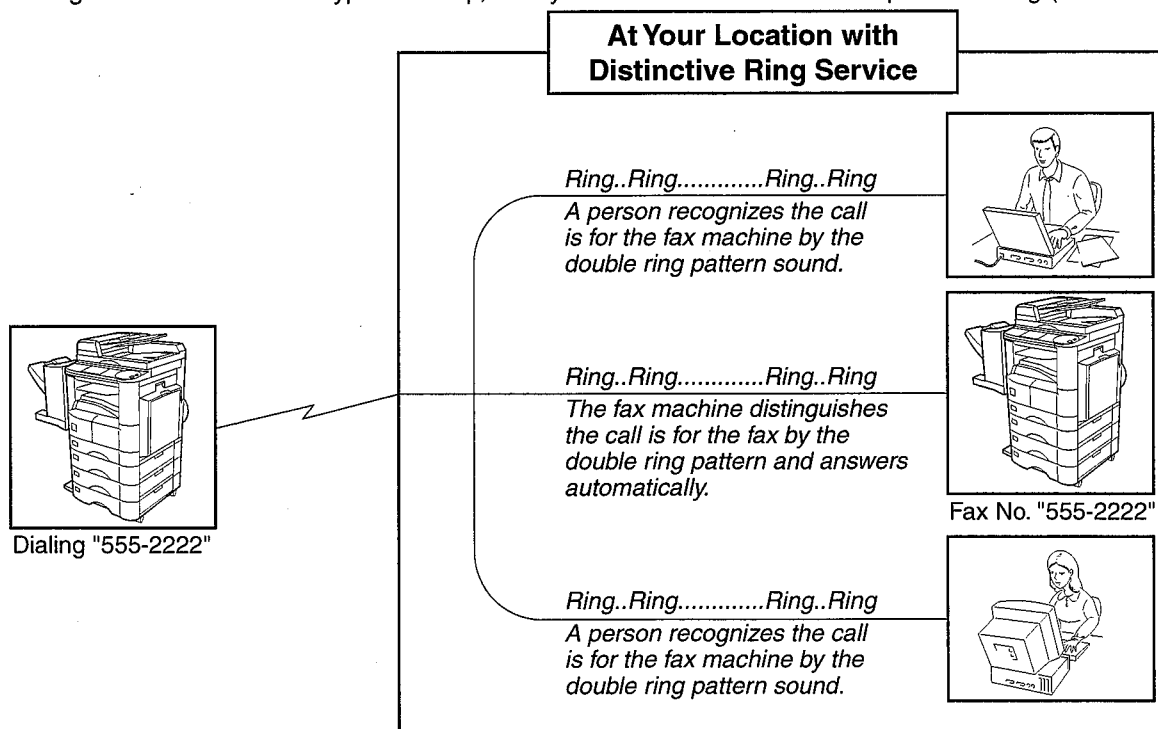 At Your Location with
Distinctive Ring Service
Ring..Ring.............Ring..Ring
A person recognizes the call
is for the fax machine by the
double ring pattern sound.
Ring..Ring.............Ring..Ring
The fax machine distinguishes
the call is for the fax by the
double ring pattern and answers
automatically.
Fax No. "555-2222"
Dialing "555-2222"
Ring..Ring.............Ring..Ring
A person recognizes the call
is for the fax machine by the
double ring pattern sound.